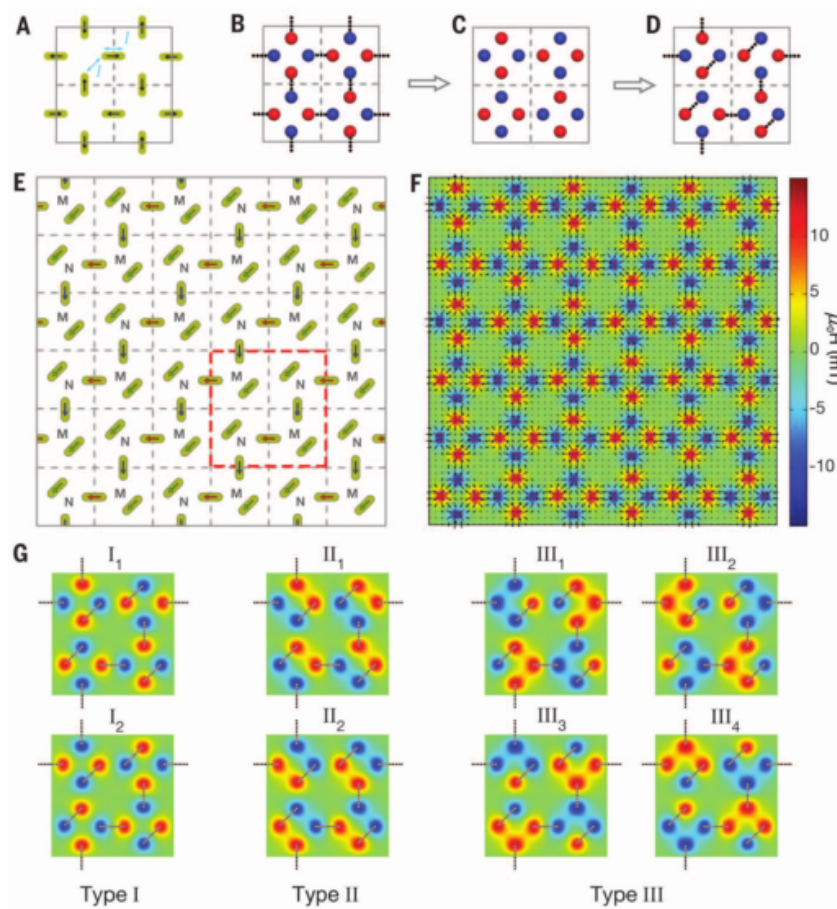 A B C D
l
l
E F
M N M N M N
N M N M N M
M N M N M N
N M N M N M
M N M N M N
N M N M N M
10
5
0
-5
-10
G
I₁ II₁ III₁ III₂
I₂ II₂ III₃ III₄
Type I Type II Type III